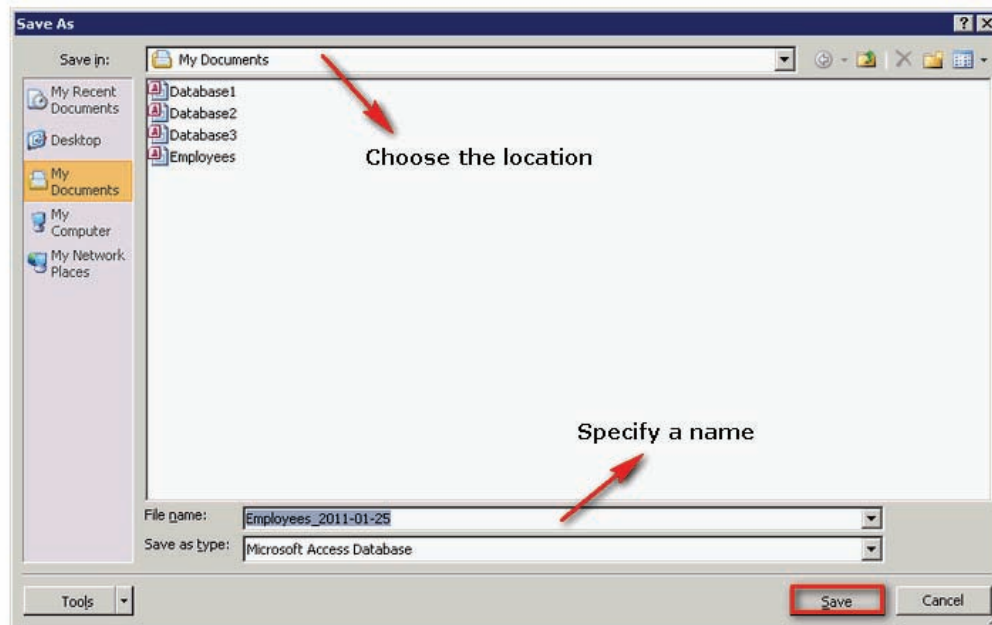 Save As
Save in:
My Documents
My Recent
Documents
Desktop
My
Documents
My
Computer
My Network
Places
Database1
Database2
Database3
Employees
Choose the location
Specify a name
File name:
Employees_2011-01-25
Save as type:
Microsoft Access Database
Tools
Save
Cancel